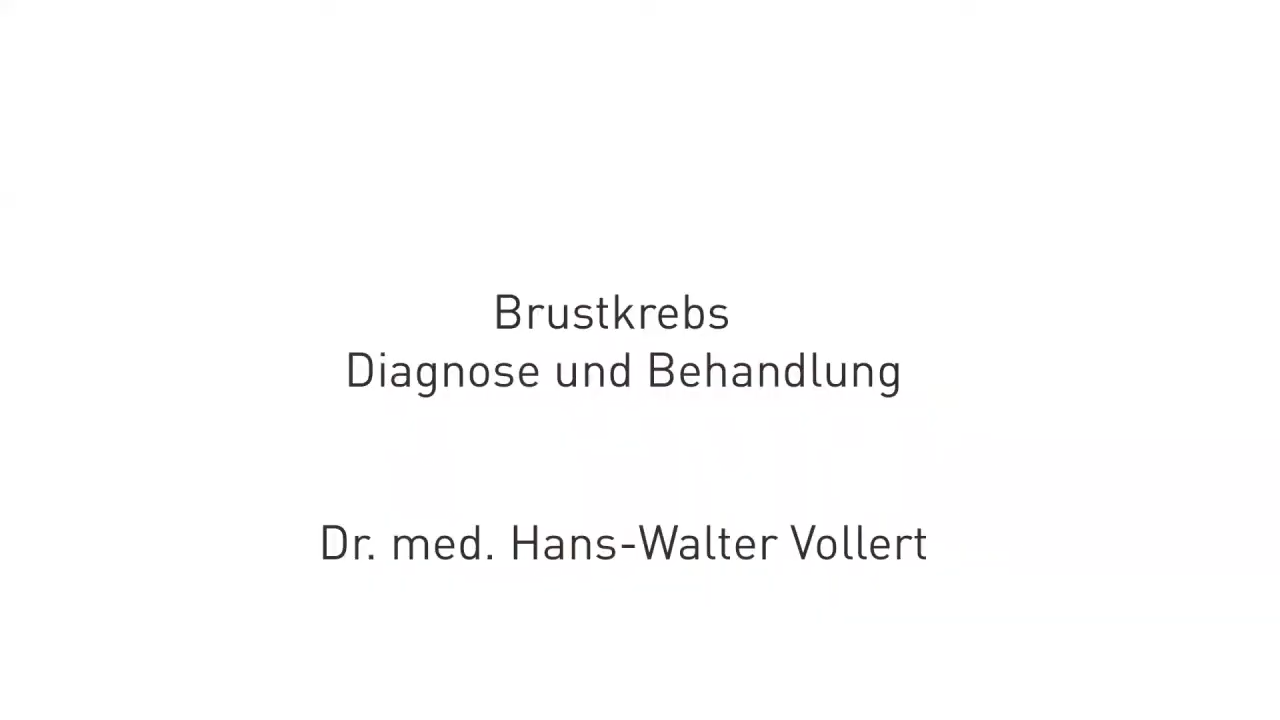 Brustkrebs
Diagnose und Behandlung
Dr. med. Hans-Walter Vollert